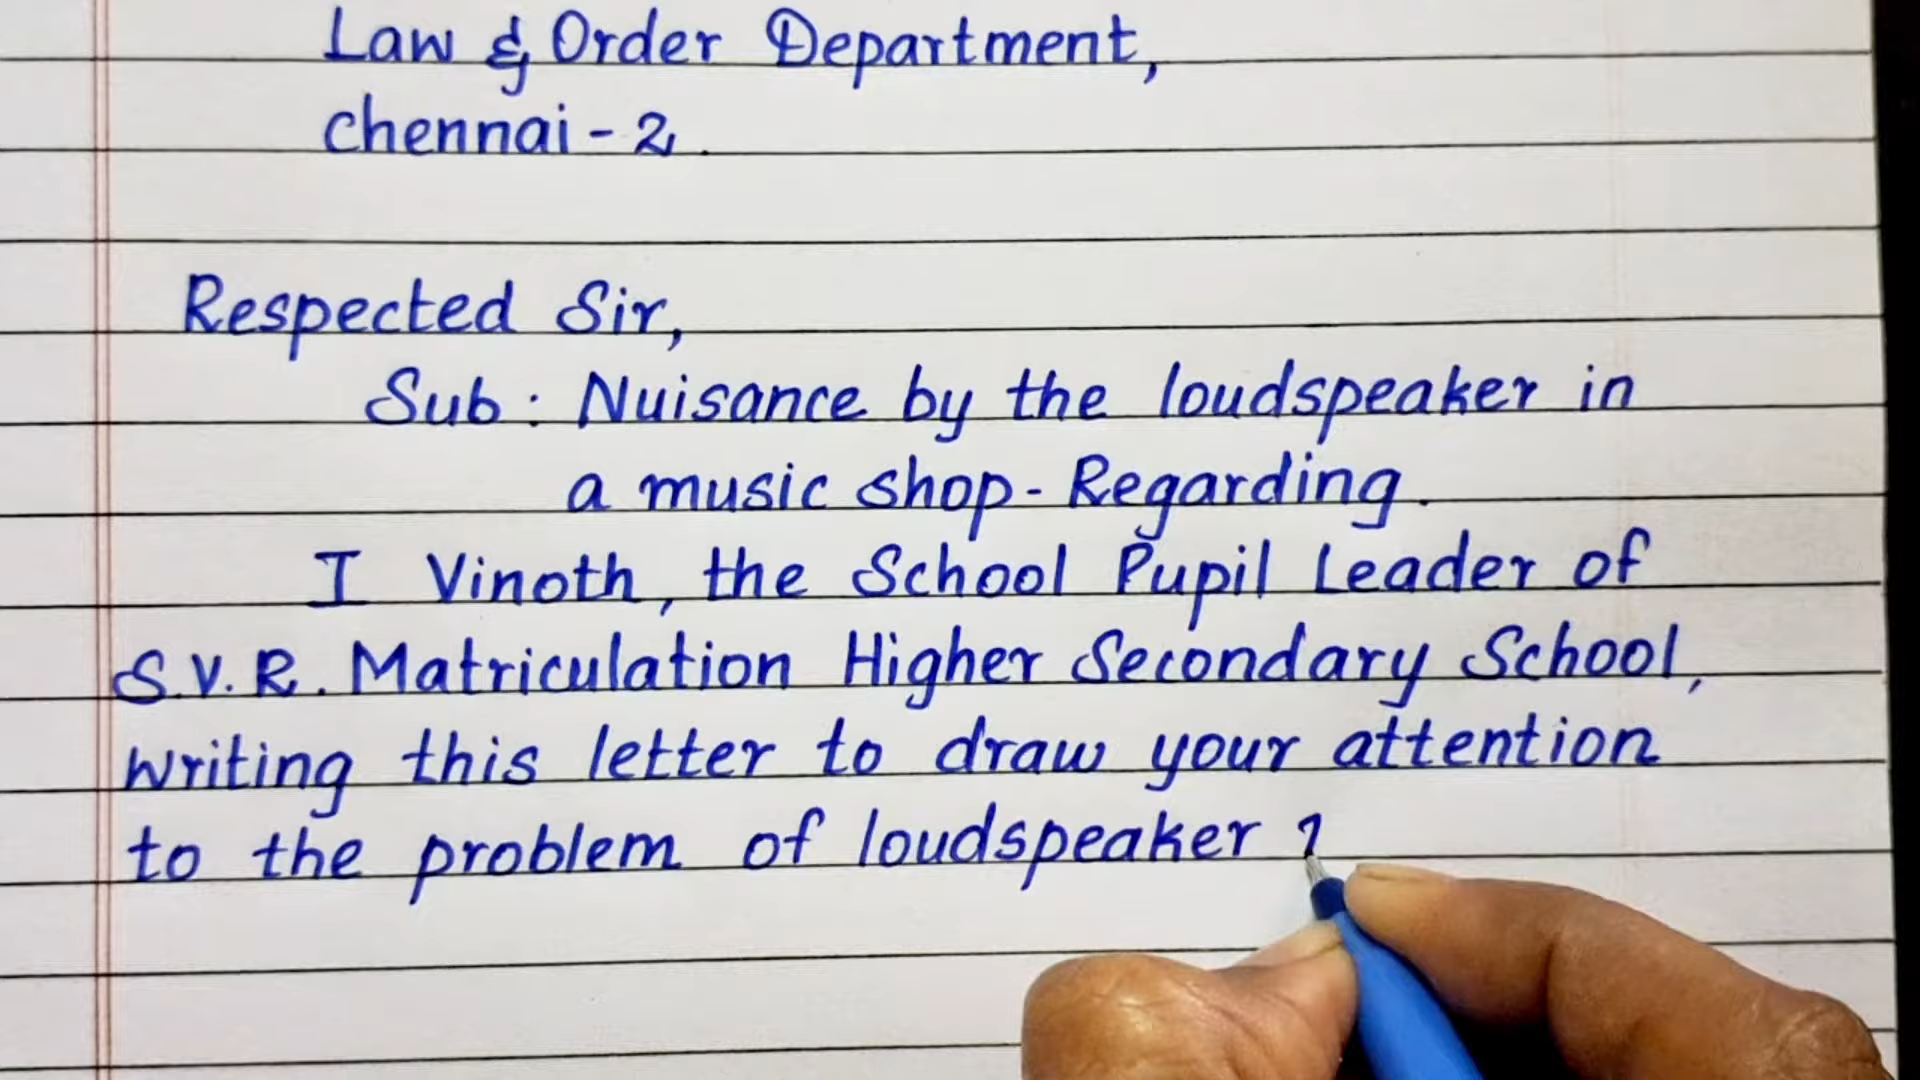 Law & Order Department,
Chennai - 2.
Respected Sir,
Sub : Nuisance by the loudspeaker in
a music shop - Regarding.
I Vinoth, the School Pupil Leader of
S.V.R. Matriculation Higher Secondary School,
writing this letter to draw your attention
to the problem of loudspeaker